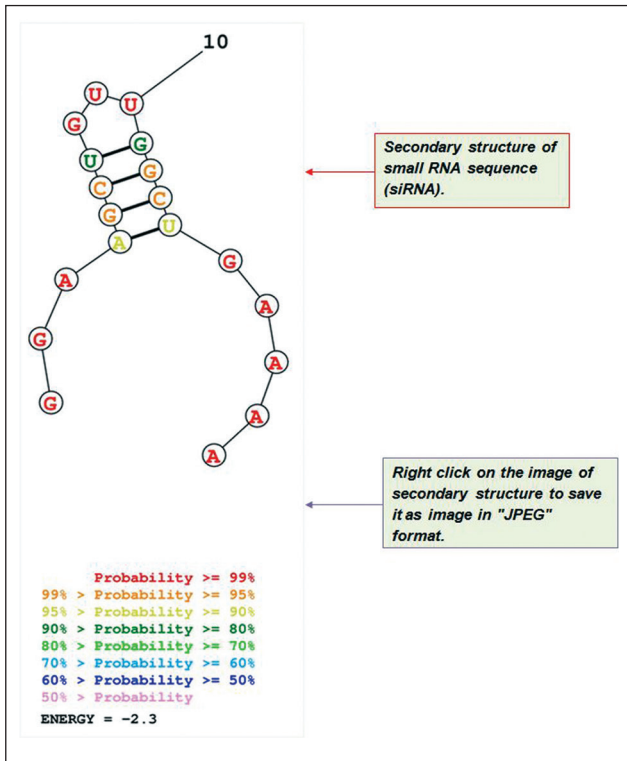 10
U U
G
U G
C G
G C
A U
A G
G A
G A
A
A
Secondary structure of
small RNA sequence
(siRNA).
Right click on the image of
secondary structure to save
it as image in "JPEG"
format.
Probability >= 99%
99% > Probability >= 95%
95% > Probability >= 90%
90% > Probability >= 80%
80% > Probability >= 70%
70% > Probability >= 60%
60% > Probability >= 50%
50% > Probability
ENERGY = -2.3